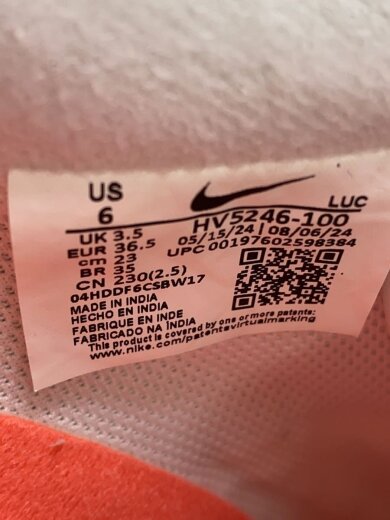 US
6
UK 3.5
EUR 36.5
cm 23
BR 35
CN 230(2.5)
LUC
HV5246-100
05/15/24 | 08/06/24
UPC 00197602598384
04HDDF6CSBW17
MADE IN INDIA
HECHO EN INDIA
FABRIQUE EN INDE
FABRICADO NA ÍNDIA
This product is covered by one or more patents:
www.nike.com/patentsvirtualmarking